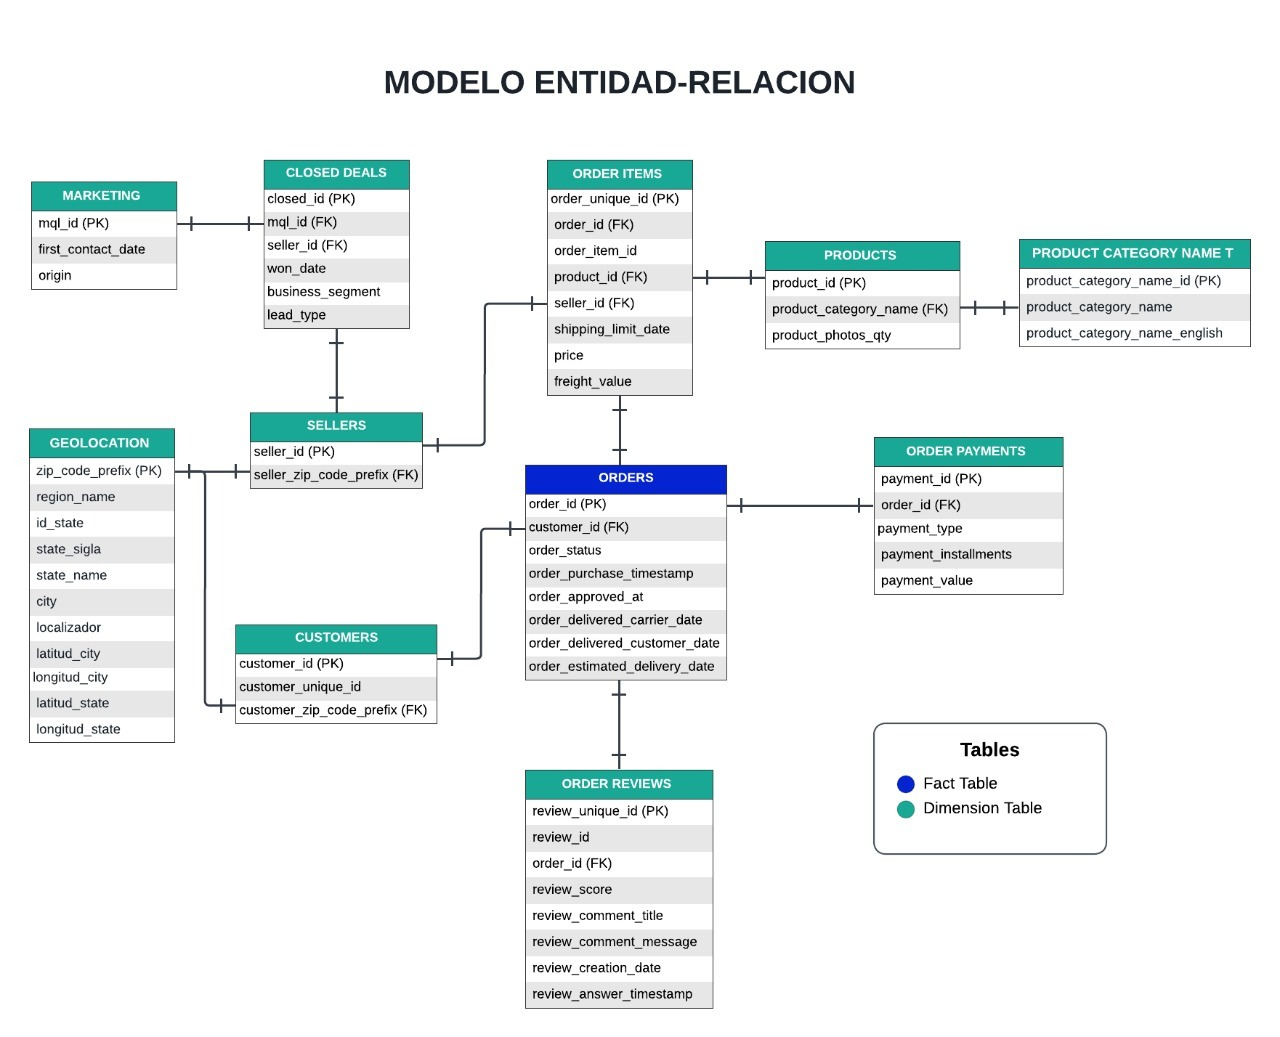 MODELO ENTIDAD-RELACION
MARKETING
mql_id (PK)
first_contact_date
origin
CLOSED DEALS
closed_id (PK)
mql_id (FK)
seller_id (FK)
won_date
business_segment
lead_type
ORDER ITEMS
order_unique_id (PK)
order_id (FK)
order_item_id
product_id (FK)
seller_id (FK)
shipping_limit_date
price
freight_value
PRODUCTS
product_id (PK)
product_category_name (FK)
product_photos_qty
PRODUCT CATEGORY NAME T
product_category_name_id (PK)
product_category_name
product_category_name_english
GEOLOCATION
zip_code_prefix (PK)
region_name
id_state
state_sigla
state_name
city
localizador
latitud_city
longitud_city
latitud_state
longitud_state
SELLERS
seller_id (PK)
seller_zip_code_prefix (FK)
CUSTOMERS
customer_id (PK)
customer_unique_id
customer_zip_code_prefix (FK)
ORDERS
order_id (PK)
customer_id (FK)
order_status
order_purchase_timestamp
order_approved_at
order_delivered_carrier_date
order_delivered_customer_date
order_estimated_delivery_date
ORDER PAYMENTS
payment_id (PK)
order_id (FK)
payment_type
payment_installments
payment_value
ORDER REVIEWS
review_unique_id (PK)
review_id
order_id (FK)
review_score
review_comment_title
review_comment_message
review_creation_date
review_answer_timestamp
Tables
Fact Table
Dimension Table